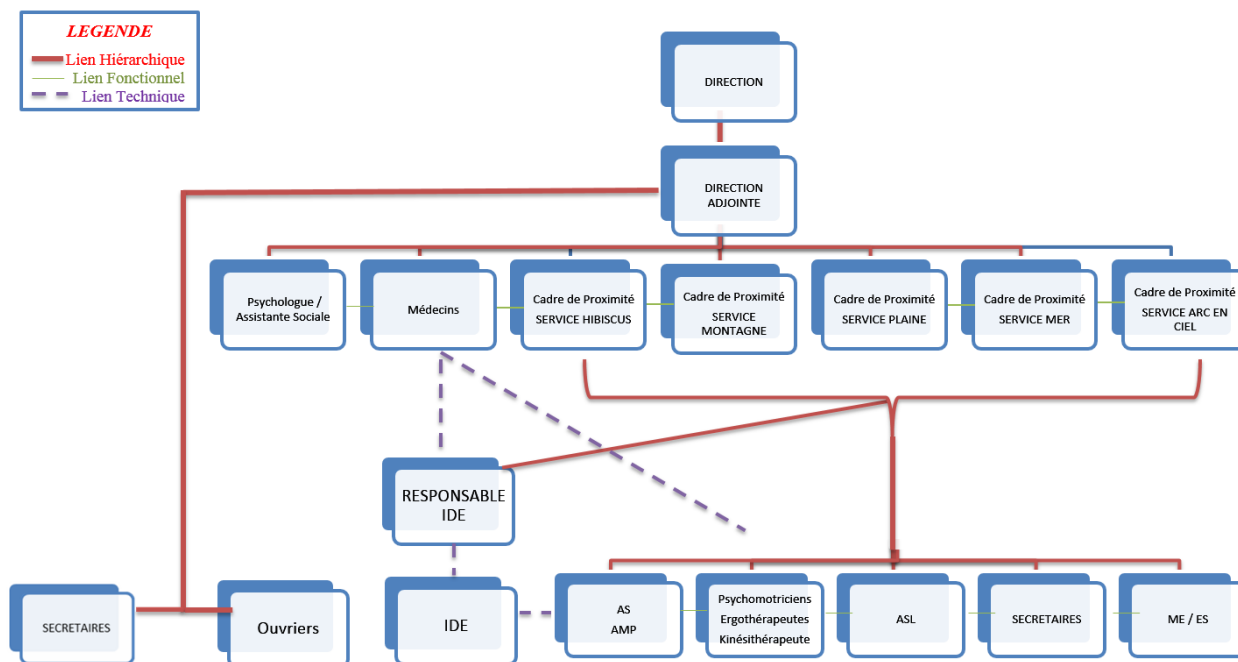 LEGENDE
Lien Hiérarchique
Lien Fonctionnel
Lien Technique
DIRECTION
DIRECTION
ADJOINTE
Psychologue /
Assistante Sociale
Médecins
Cadre de Proximité
SERVICE HIBISCUS
Cadre de Proximité
SERVICE
MONTAGNE
Cadre de Proximité
SERVICE PLAINE
Cadre de Proximité
SERVICE MER
Cadre de Proximité
SERVICE ARC EN
CIEL
RESPONSABLE
IDE
SECRETAIRES
Ouvriers
IDE
AS
AMP
Psychomotriciens
Ergothérapeutes
Kinésithérapeute
ASL
SECRETAIRES
ME / ES